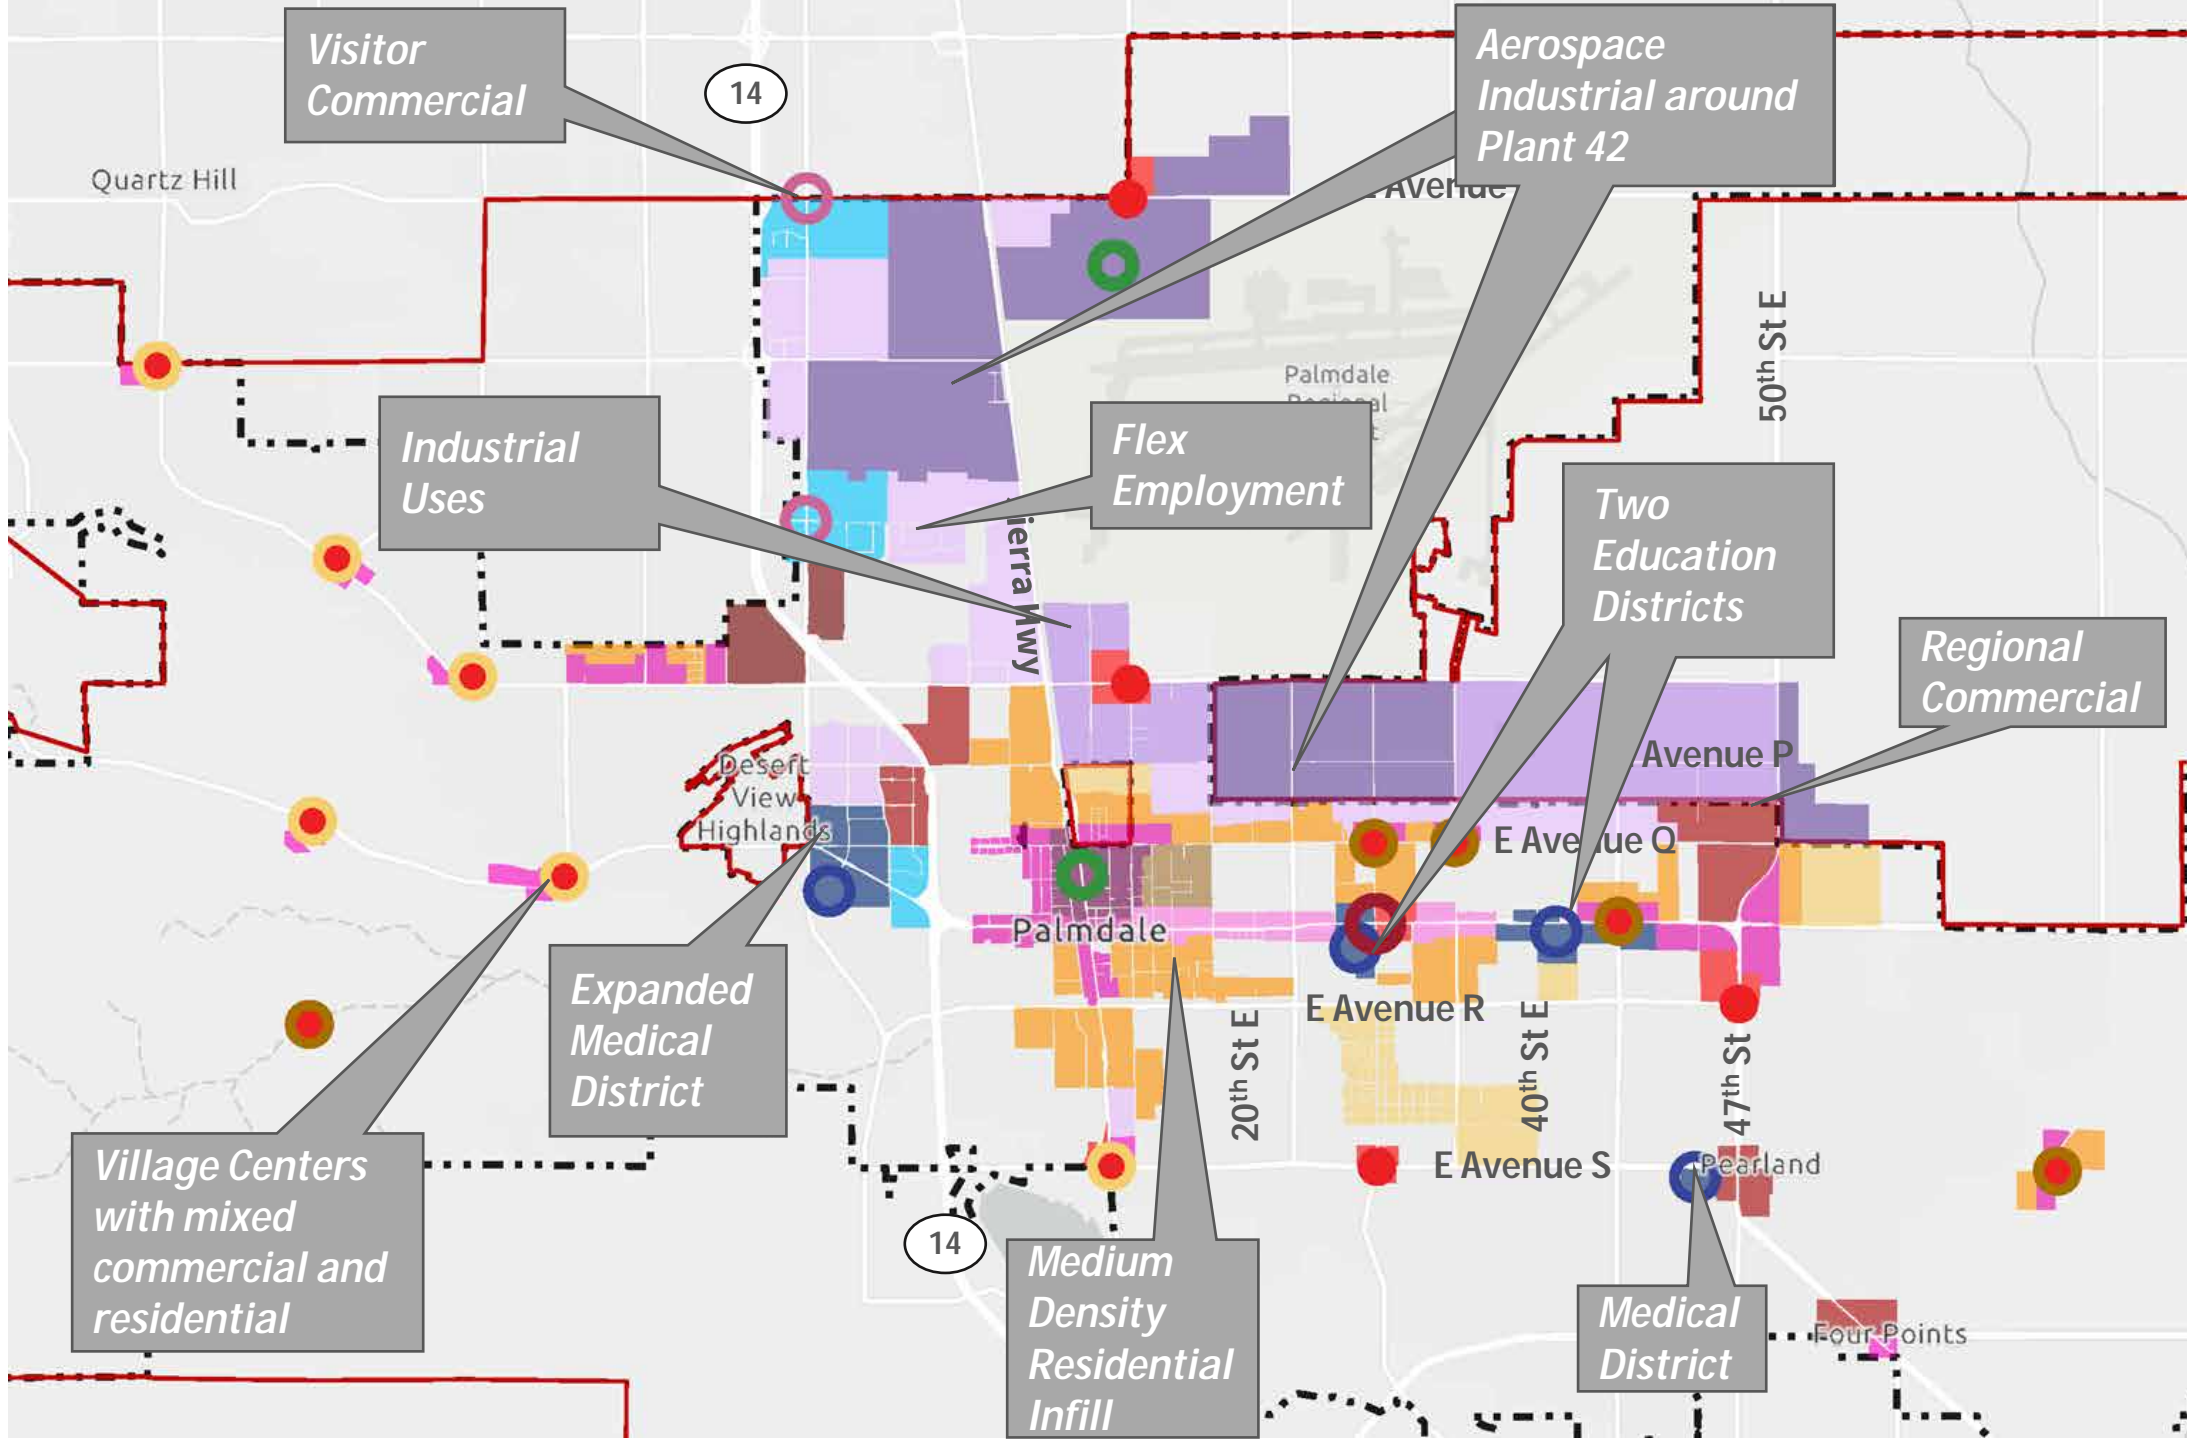 Visitor
Commercial
14
Aerospace
Industrial around
Plant 42
Quartz Hill
Avenue
50th St E
Palmdale
Industrial
Uses
Flex
Employment
Two
Education
Districts
Hwy
Regional
Commercial
Avenue P
Desert
View
Highlands
E Avenue Q
Palmdale
Expanded
Medical
District
E Avenue R
20th St E
40th St E
47th St
Village Centers
with mixed
commercial and
residential
E Avenue S
Pearland
14
Medium
Density
Residential
Infill
Medical
District
Four Points